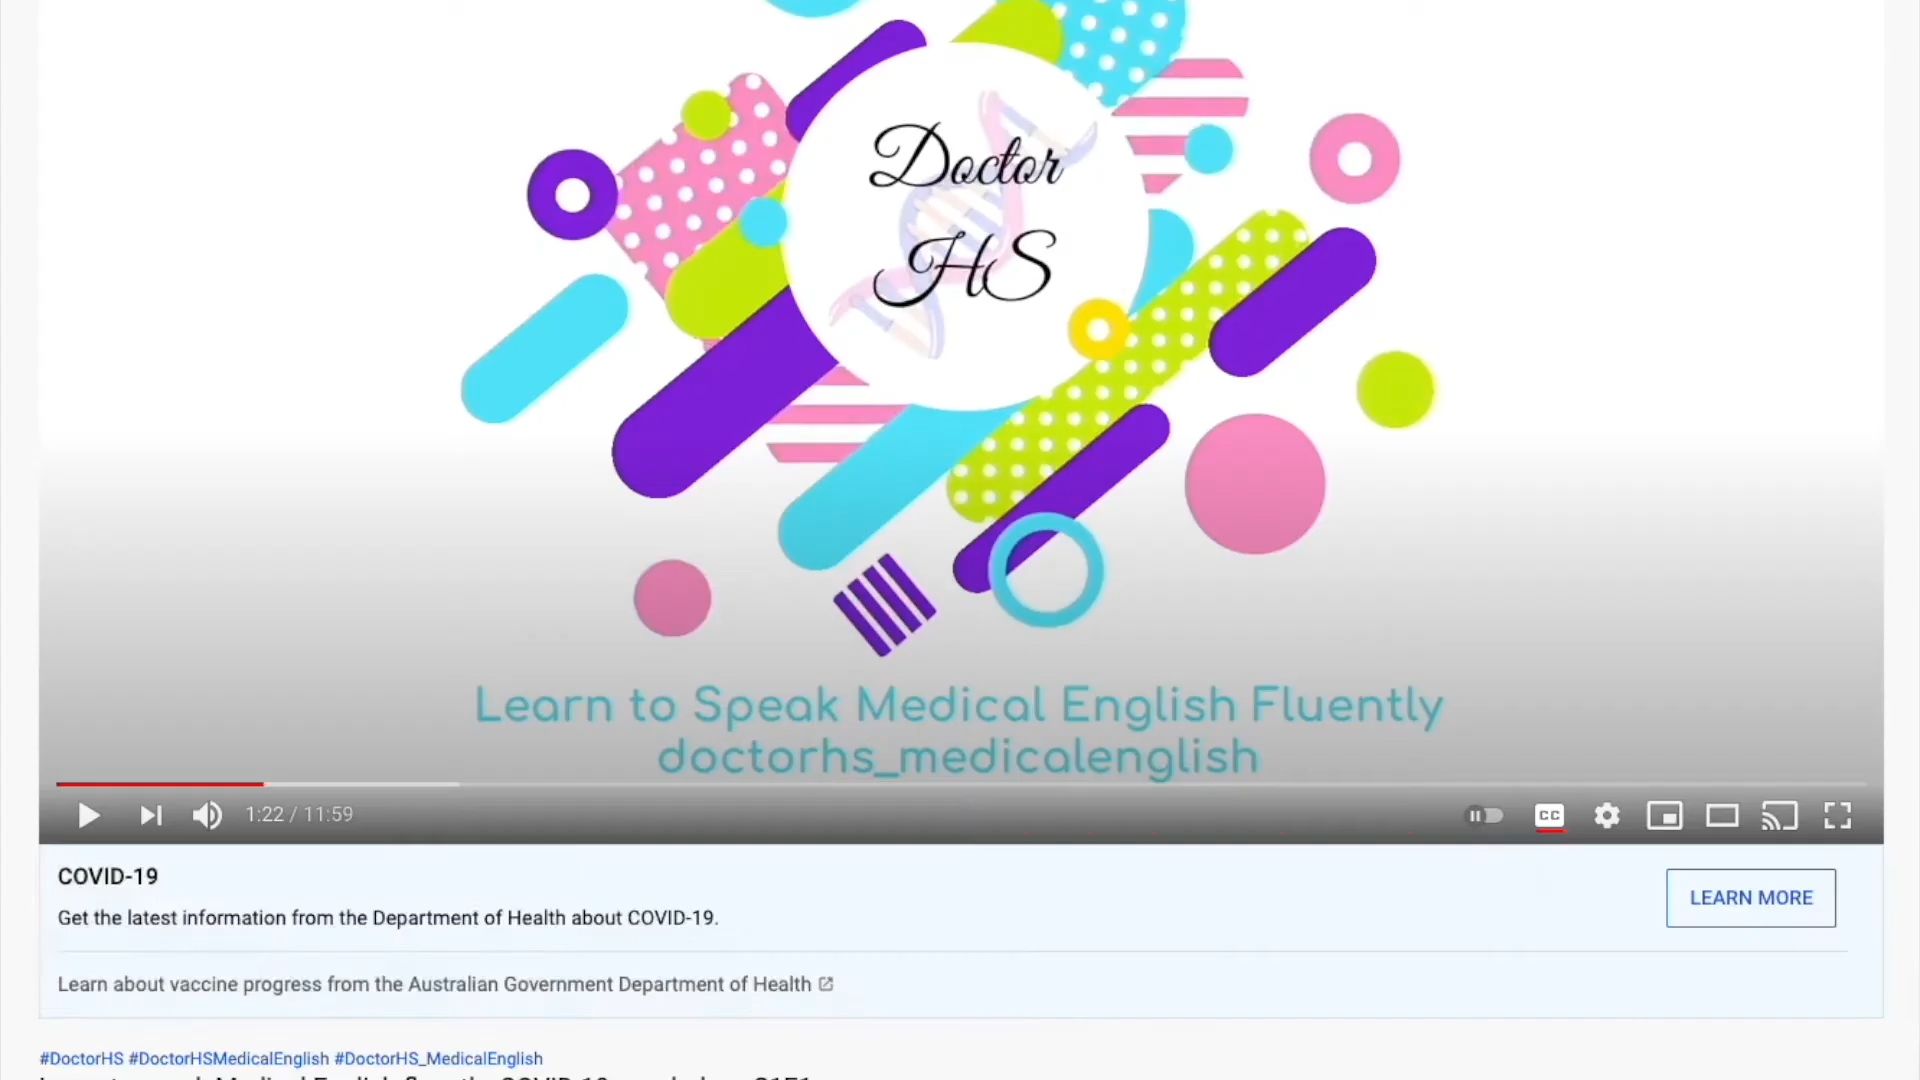 Doctor
HS
Learn to Speak Medical English Fluently
doctorhs_medicalenglish
1:22 / 11:59
CC
COVID-19
Get the latest information from the Department of Health about COVID-19.
LEARN MORE
Learn about vaccine progress from the Australian Government Department of Health
#DoctorHS #DoctorHSMedicalEnglish #DoctorHS_MedicalEnglish